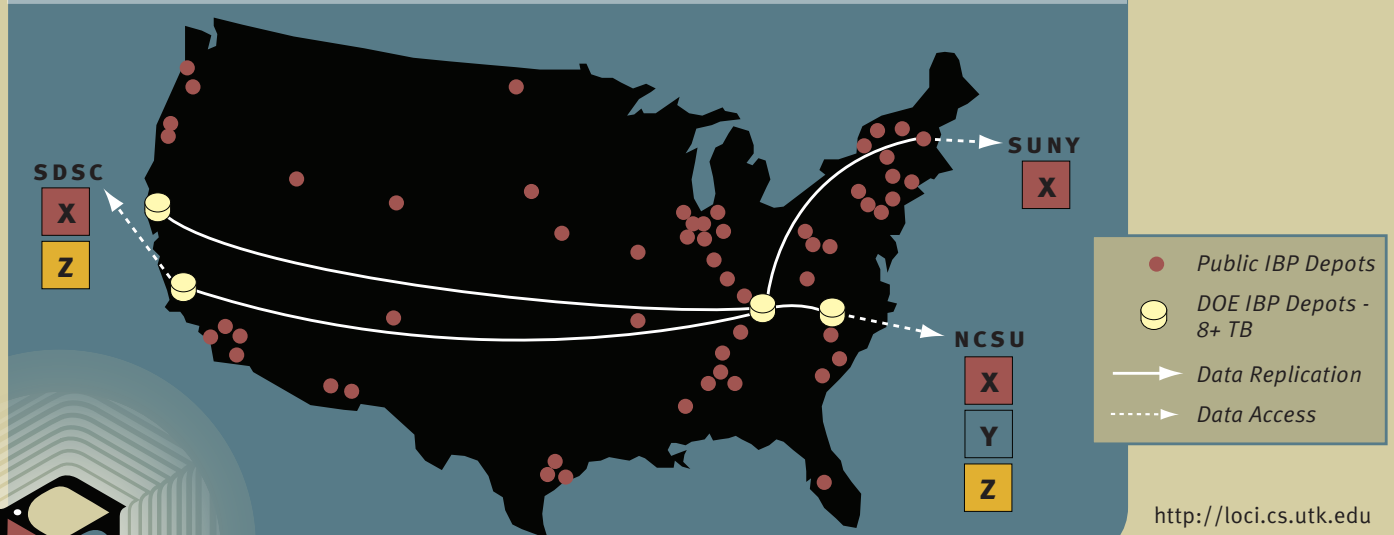 SDSC
X
Z
SUNY
X
NCSU
X
Y
Z
Public IBP Depots
DOE IBP Depots -
8+ TB
Data Replication
Data Access
http://loci.cs.utk.edu